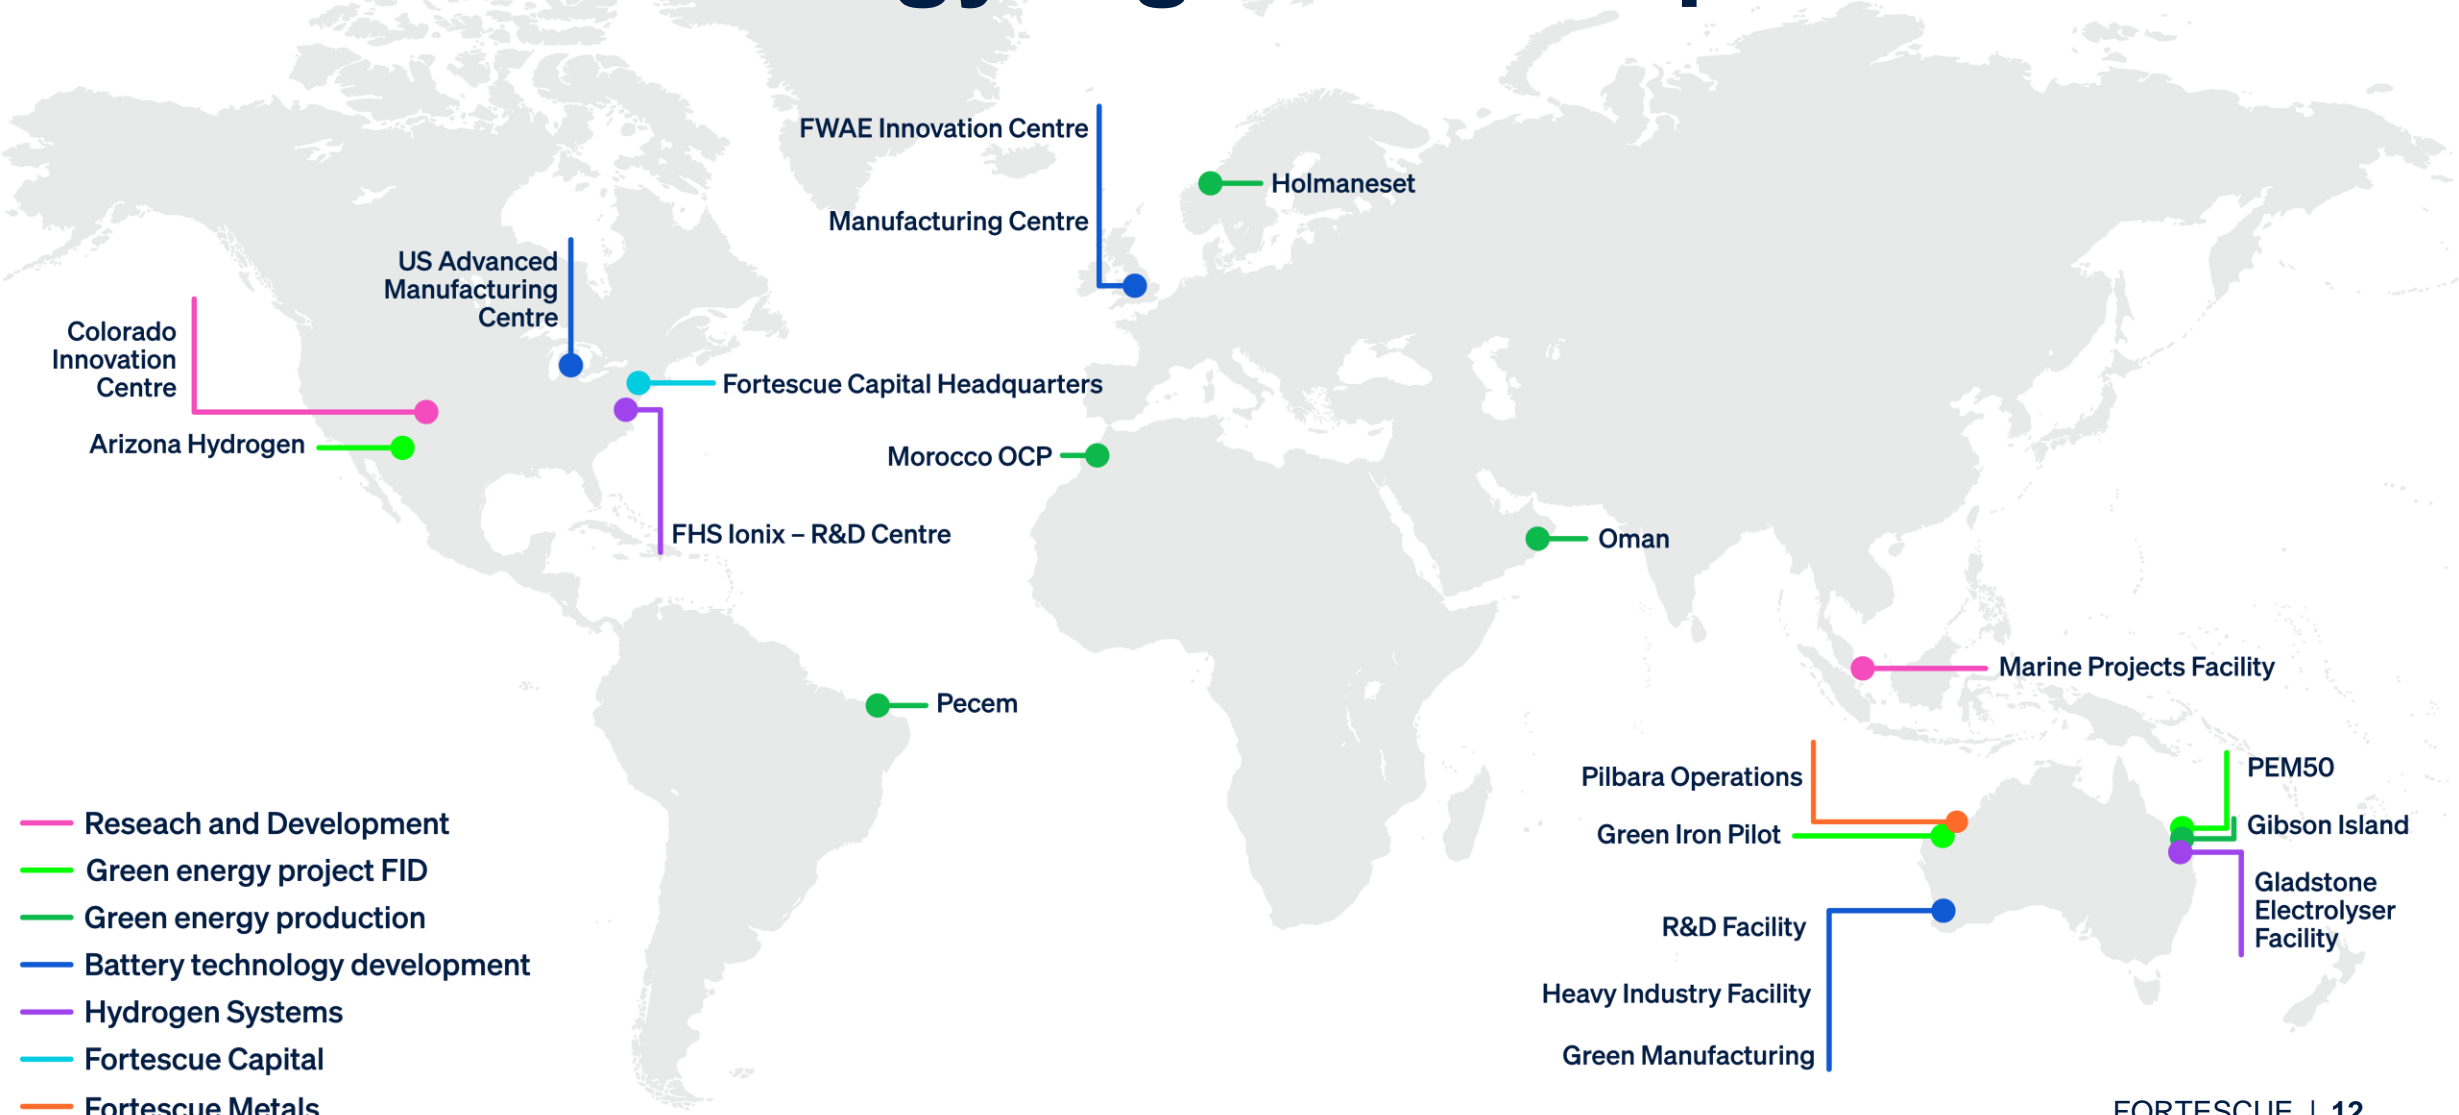 FWAE Innovation Centre
Holmaneset
Manufacturing Centre
US Advanced
Manufacturing
Centre
Colorado
Innovation
Centre
Fortescue Capital Headquarters
Arizona Hydrogen
Morocco OCP
FHS Ionix – R&D Centre
Oman
Marine Projects Facility
Pecem
Pilbara Operations
PEM50
Green Iron Pilot
Gibson Island
Gladstone
Electrolyser
Facility
R&D Facility
Heavy Industry Facility
Green Manufacturing
Reseach and Development
Green energy project FID
Green energy production
Battery technology development
Hydrogen Systems
Fortescue Capital
Fortescue Metals
FORTESCUE | 12